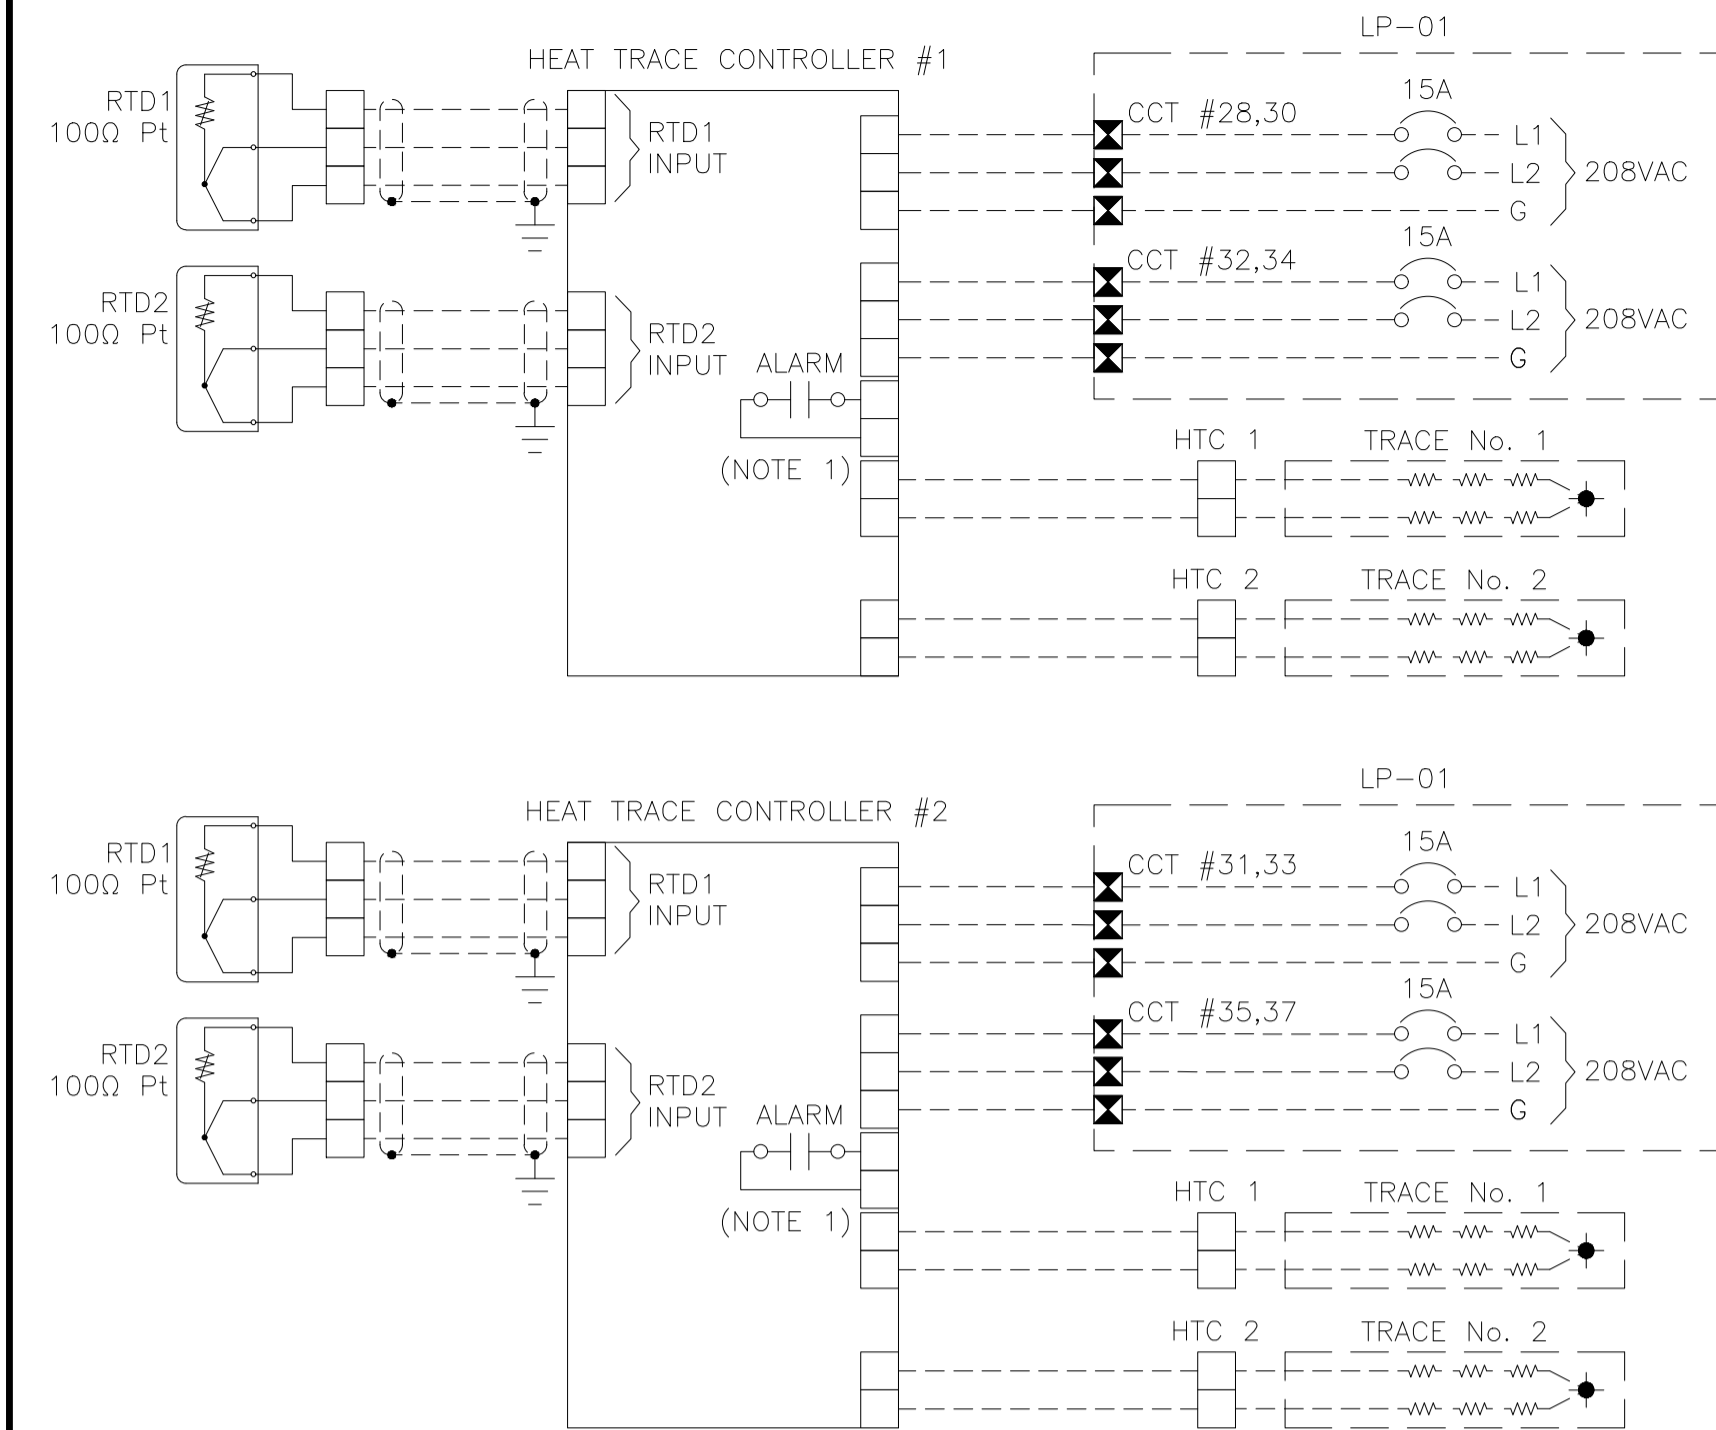 LP-01
HEAT TRACE CONTROLLER #1
RTD1
100Ω Pt
RTD1
INPUT
CCT #28,30
15A
L1
L2
G
208VAC
RTD2
100Ω Pt
RTD2
INPUT
CCT #32,34
15A
L1
L2
G
208VAC
ALARM
(NOTE 1)
HTC 1
TRACE No. 1
HTC 2
TRACE No. 2
LP-01
HEAT TRACE CONTROLLER #2
RTD1
100Ω Pt
RTD1
INPUT
CCT #31,33
15A
L1
L2
G
208VAC
RTD2
100Ω Pt
RTD2
INPUT
CCT #35,37
15A
L1
L2
G
208VAC
ALARM
(NOTE 1)
HTC 1
TRACE No. 1
HTC 2
TRACE No. 2